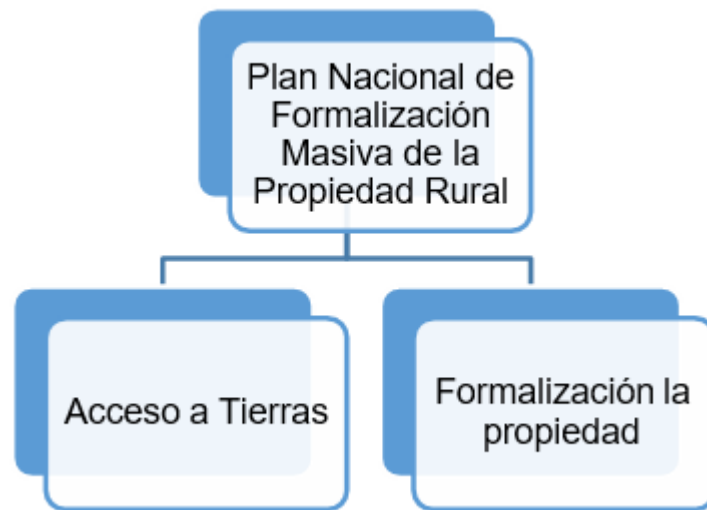 Plan Nacional de
Formalización
Masiva de la
Propiedad Rural
Acceso a Tierras
Formalización la
propiedad